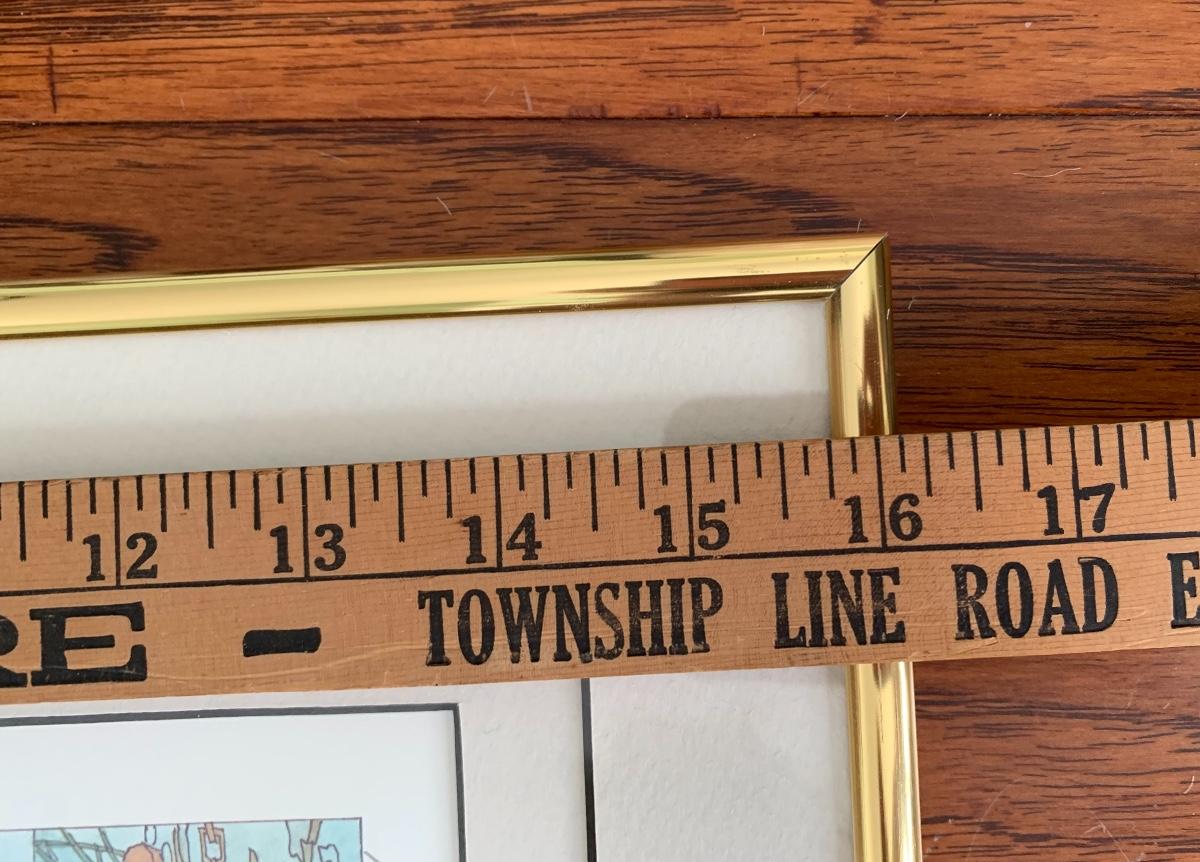 12 13 14 15 16 17
RE - TOWNSHIP LINE ROAD E